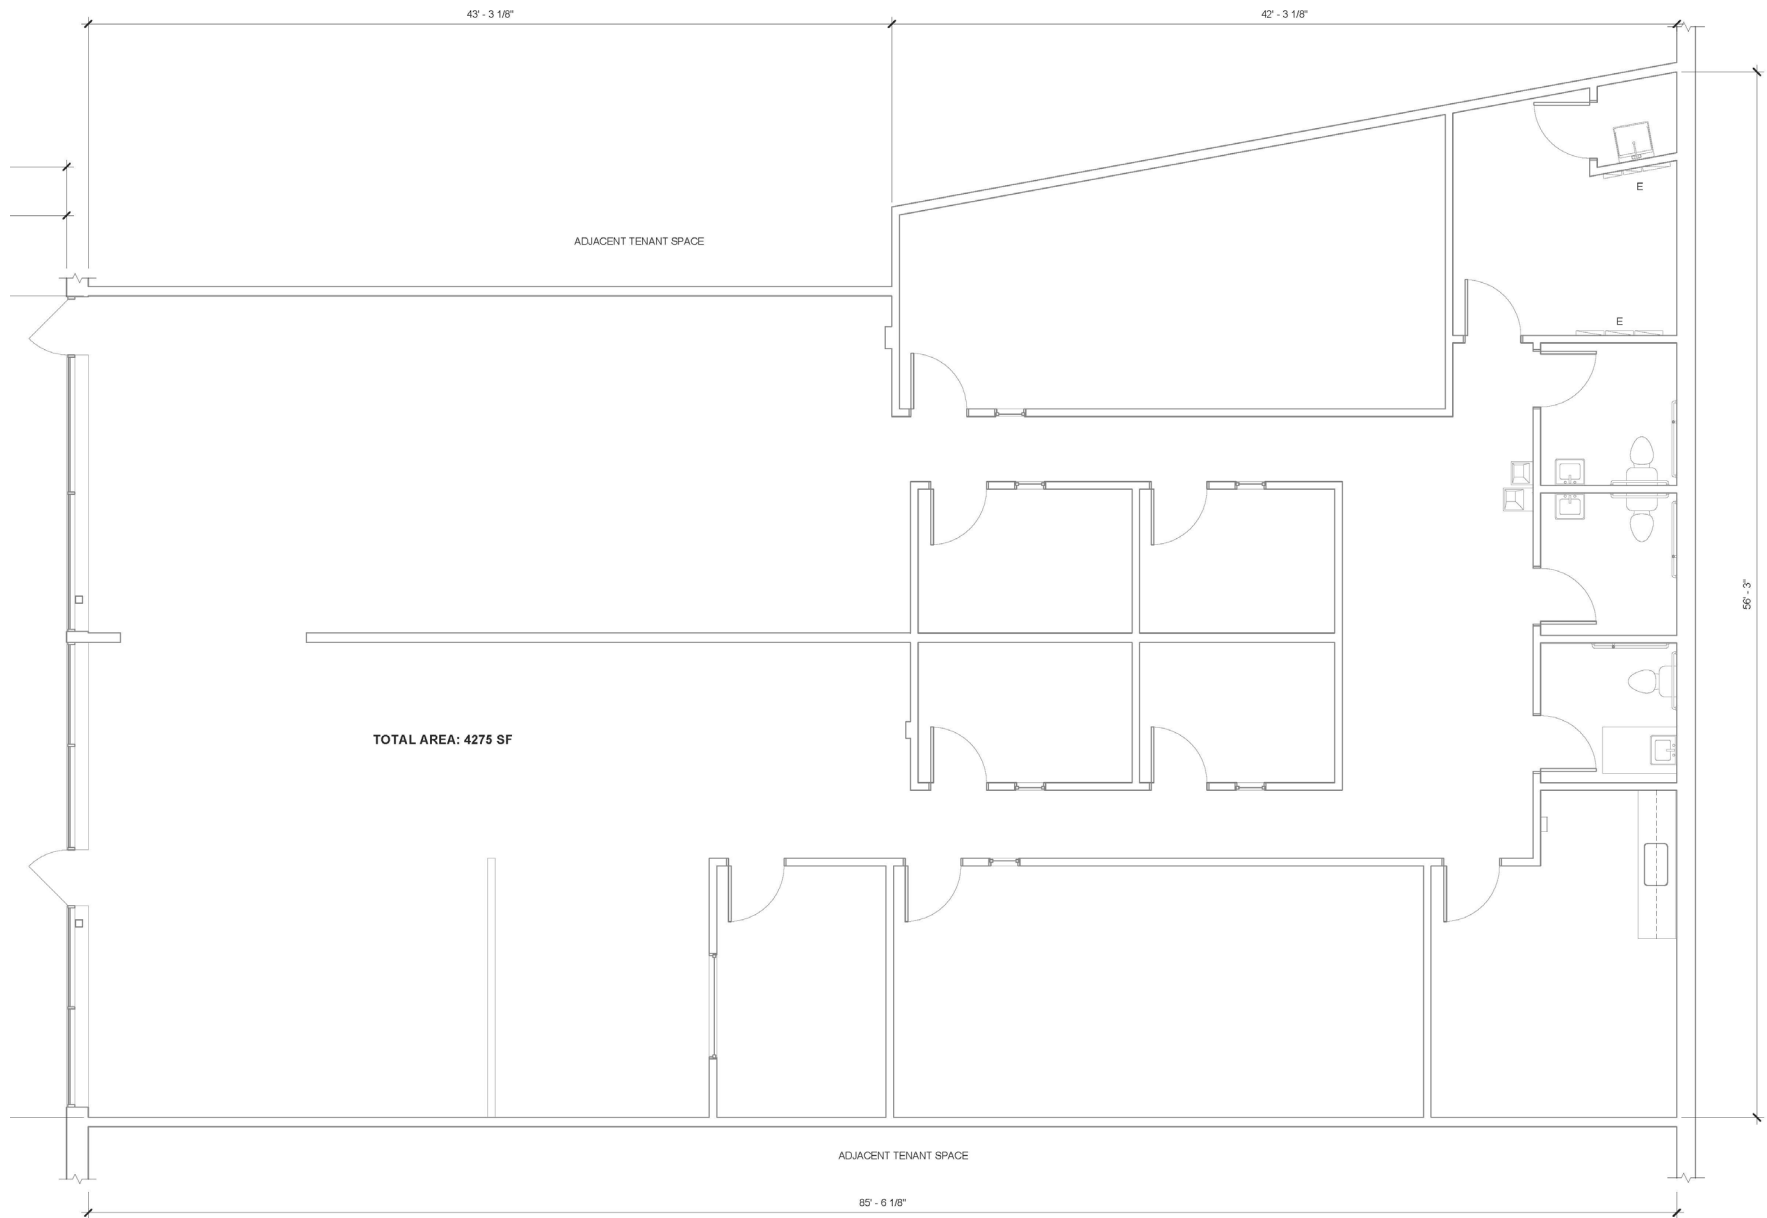 43' - 3 1/8"
42' - 3 1/8"
E
ADJACENT TENANT SPACE
E
56' - 3"
TOTAL AREA: 4275 SF
ADJACENT TENANT SPACE
85' - 6 1/8"